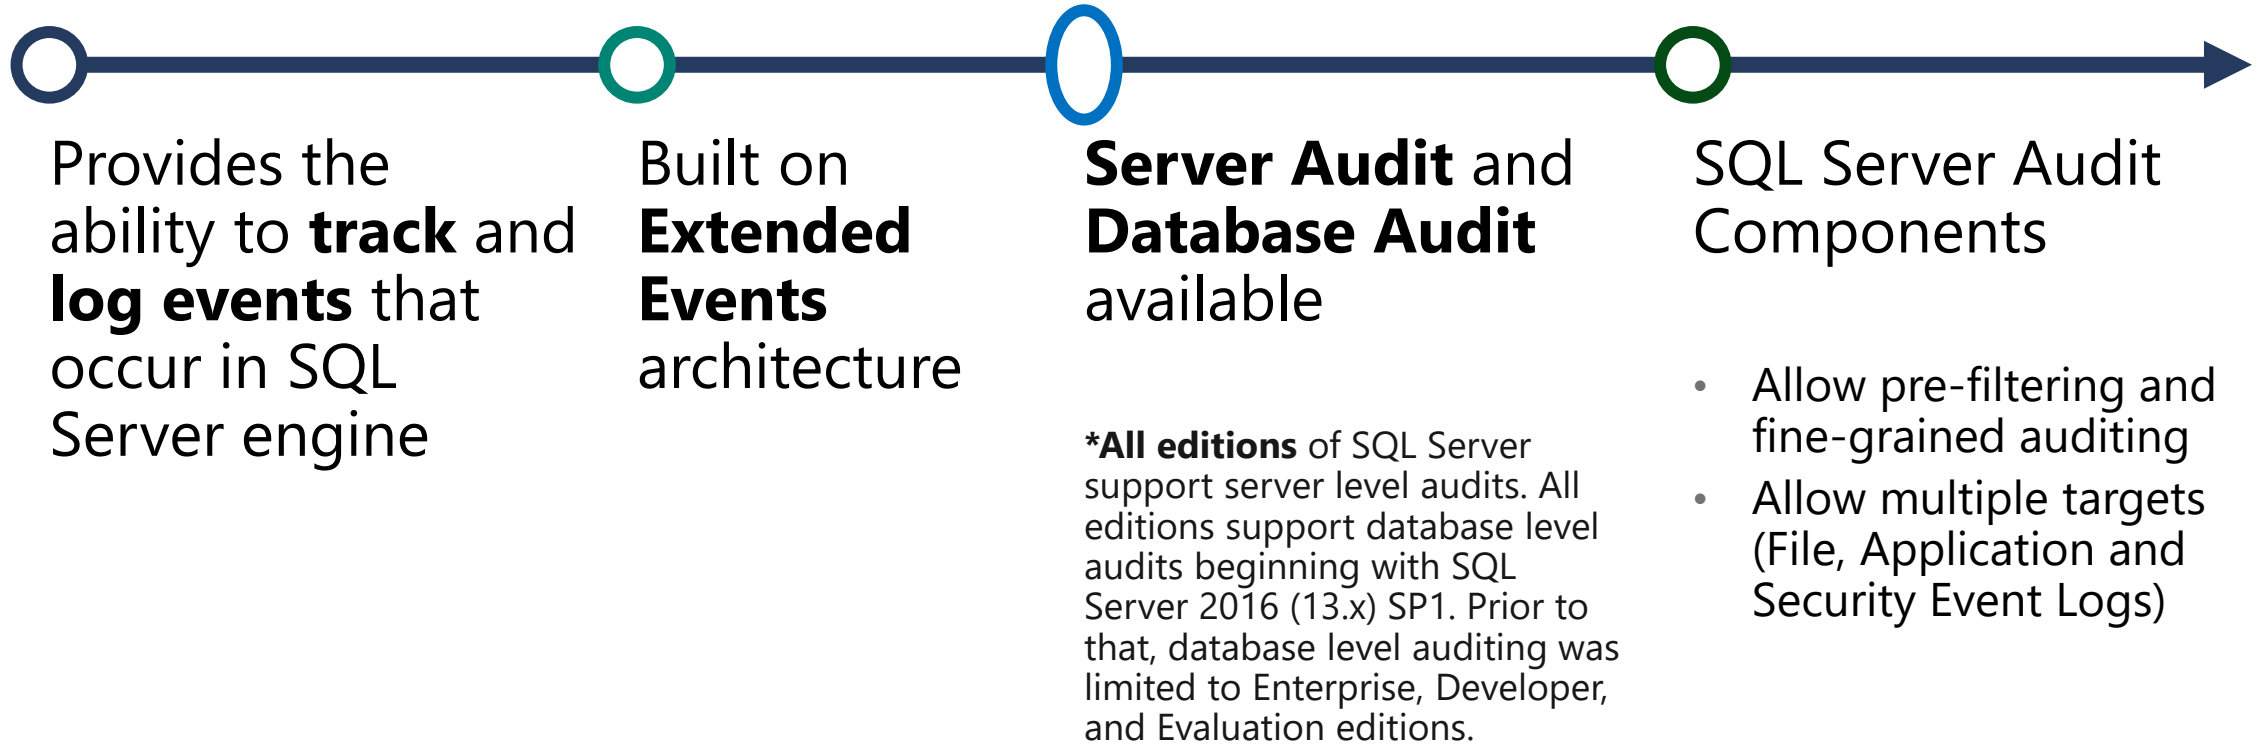 Provides the
ability to track and
log events that
occur in SQL
Server engine
Built on
Extended
Events
architecture
Server Audit and
Database Audit
available
*All editions of SQL Server
support server level audits. All
editions support database level
audits beginning with SQL
Server 2016 (13.x) SP1. Prior to
that, database level auditing was
limited to Enterprise, Developer,
and Evaluation editions.
SQL Server Audit
Components
• Allow pre-filtering and
fine-grained auditing
• Allow multiple targets
(File, Application and
Security Event Logs)